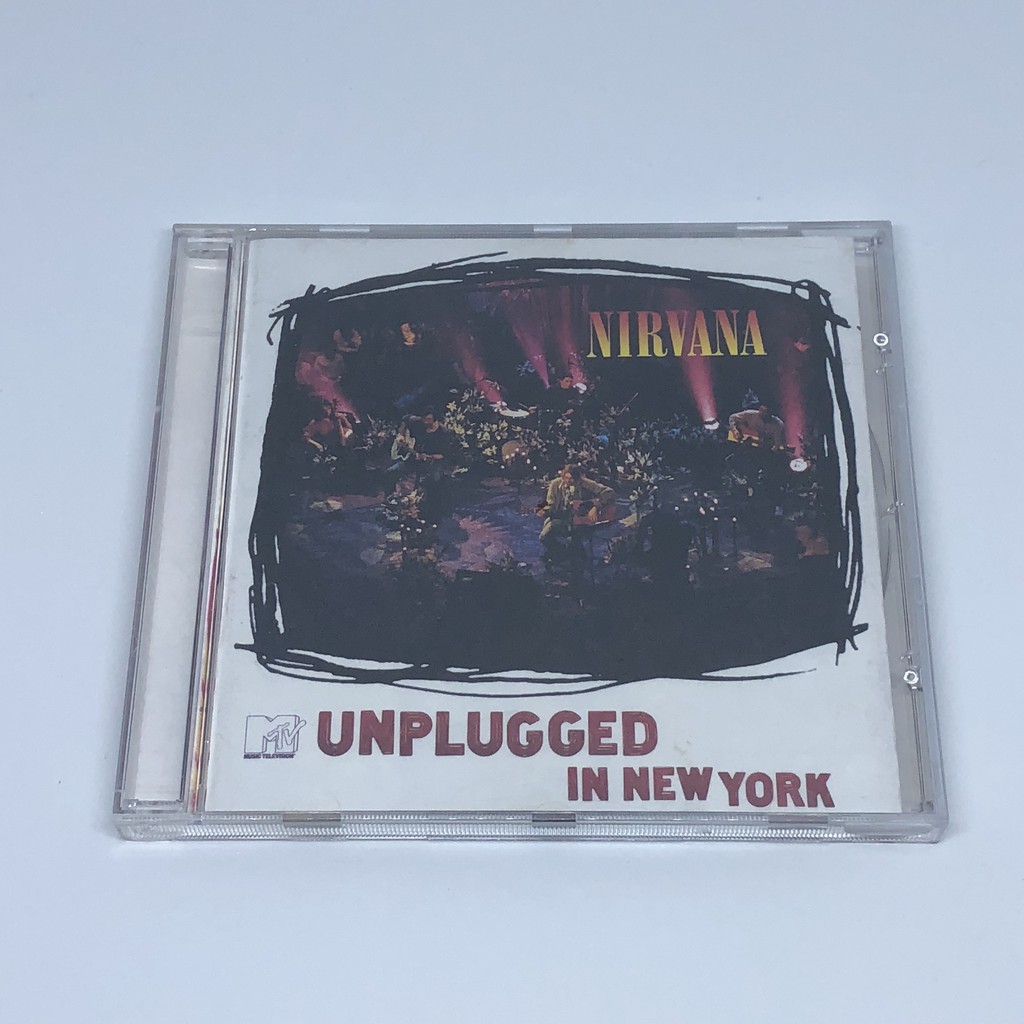 NIRVANA
MTV
MUSIC TELEVISION
UNPLUGGED
IN NEW YORK